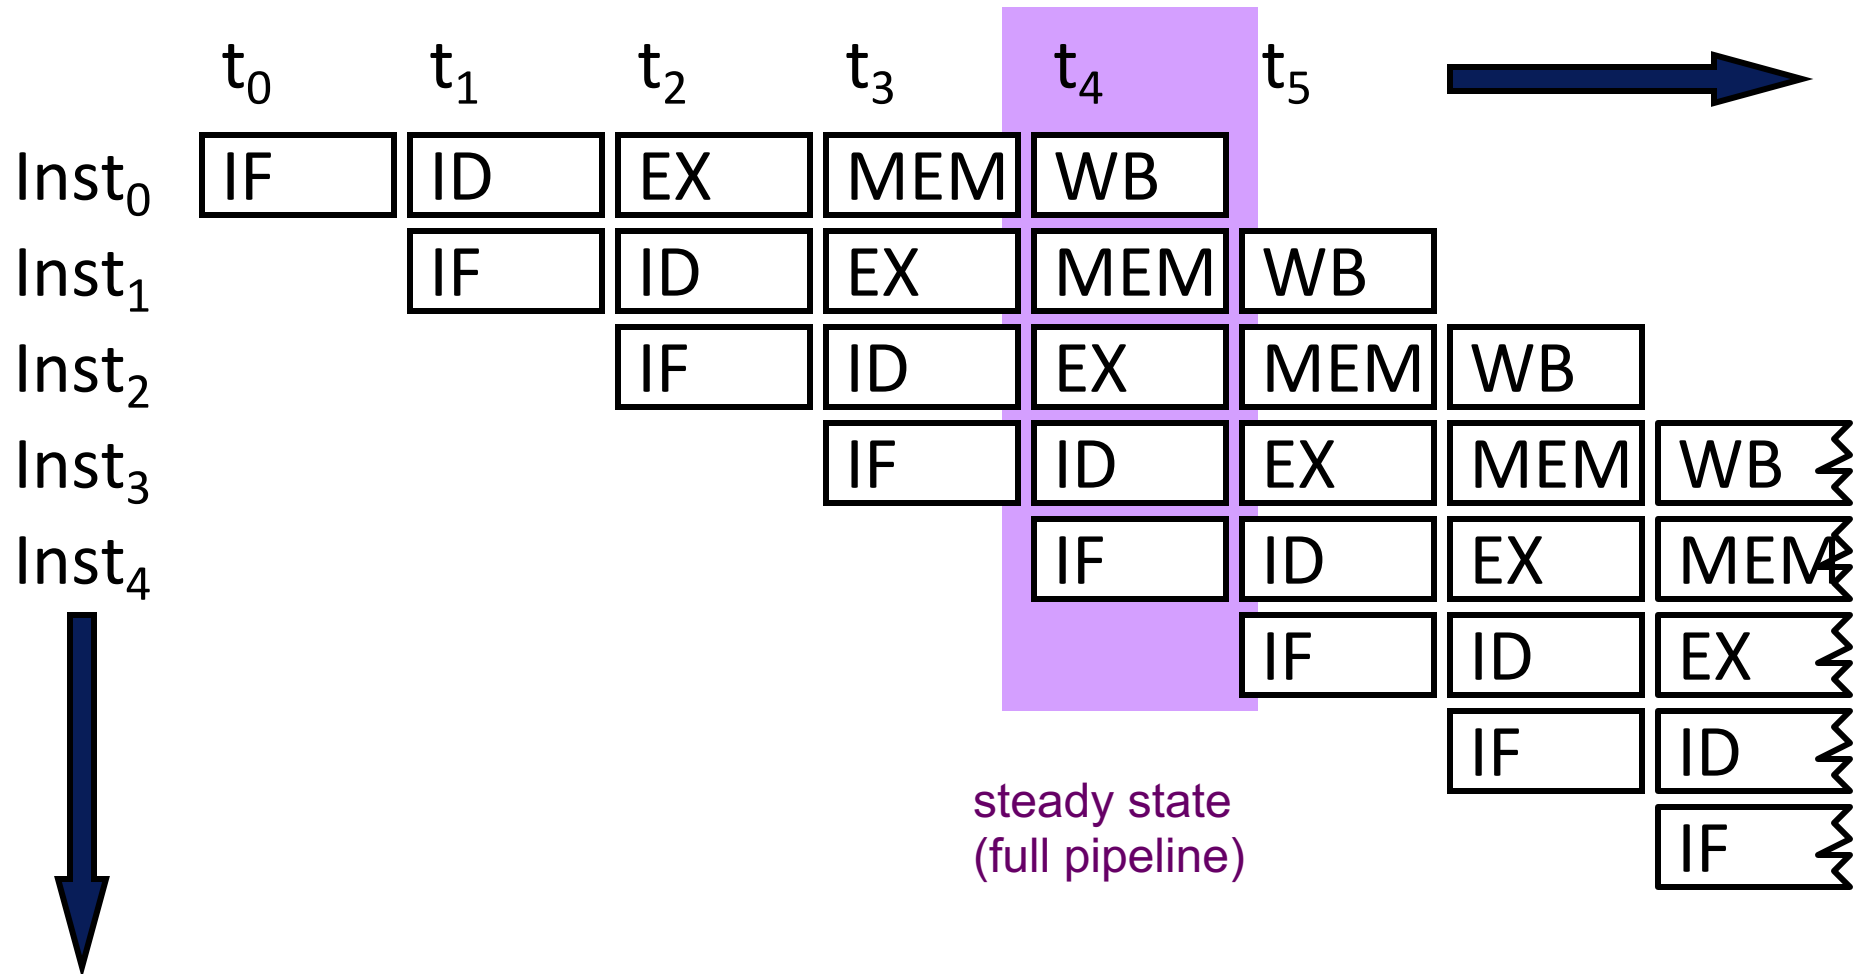 t0 t1 t2 t3 t4 t5
Inst0 IF ID EX MEM WB
Inst1 IF ID EX MEM WB
Inst2 IF ID EX MEM WB
Inst3 IF ID EX MEM WB
Inst4 IF ID EX MEM
IF ID EX
IF ID
steady state
(full pipeline)
IF